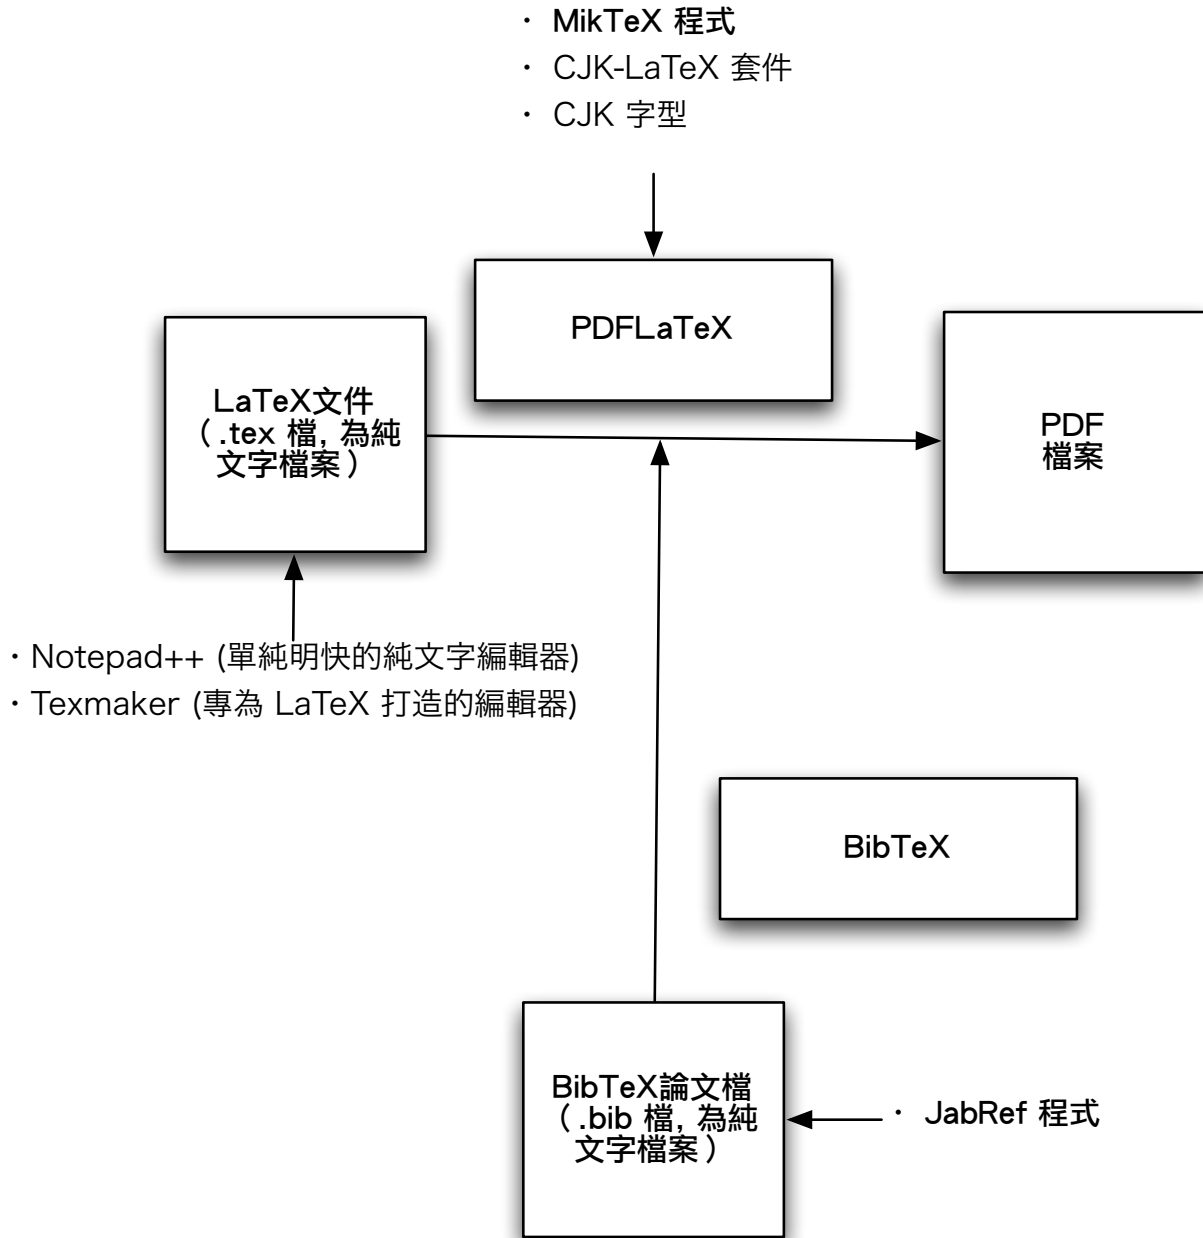 · MikTeX 程式
· CJK-LaTeX 套件
· CJK 字型
PDFLaTeX
LaTeX文件
（.tex 檔, 為純
文字檔案）
PDF
檔案
· Notepad++ (單純明快的純文字編輯器)
· Texmaker (專為 LaTeX 打造的編輯器)
BibTeX
BibTeX論文檔
（.bib 檔, 為純
文字檔案）
· JabRef 程式